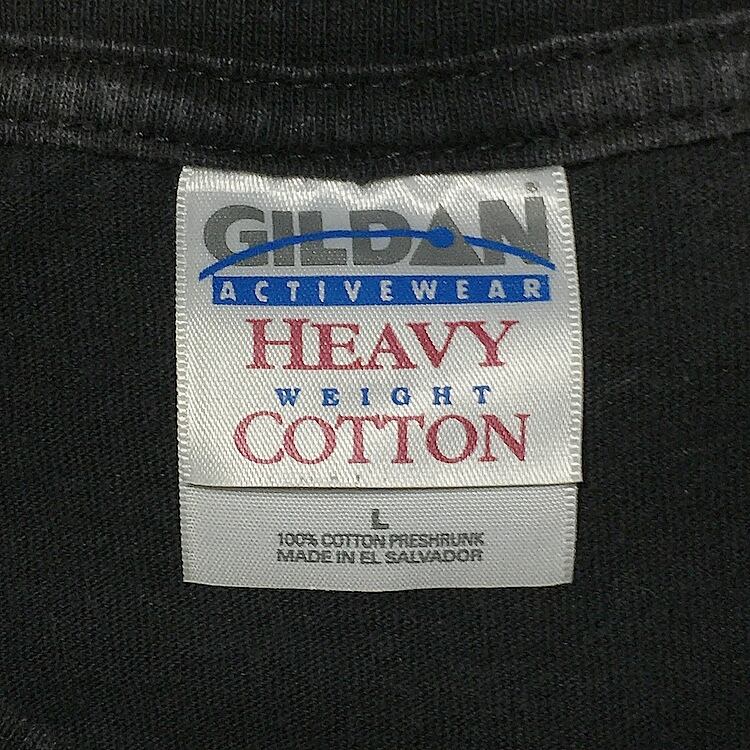 GILDAN®
ACTIVEWEAR
HEAVY
WEIGHT
COTTON
L
100% COTTON PRESHRUNK
MADE IN EL SALVADOR